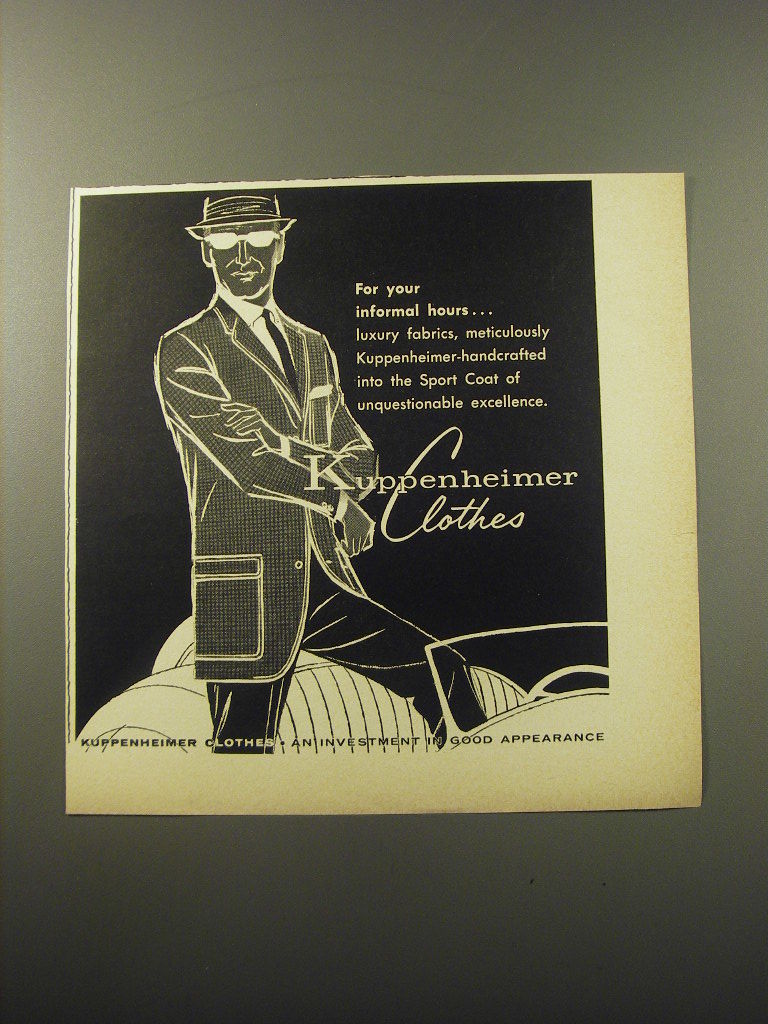 For your
informal hours...
luxury fabrics, meticulously
Kuppenheimer-handcrafted
into the Sport Coat of
unquestionable excellence.
Kuppenheimer
Clothes
KUPPENHEIMER CLOTHES • AN INVESTMENT IN GOOD APPEARANCE